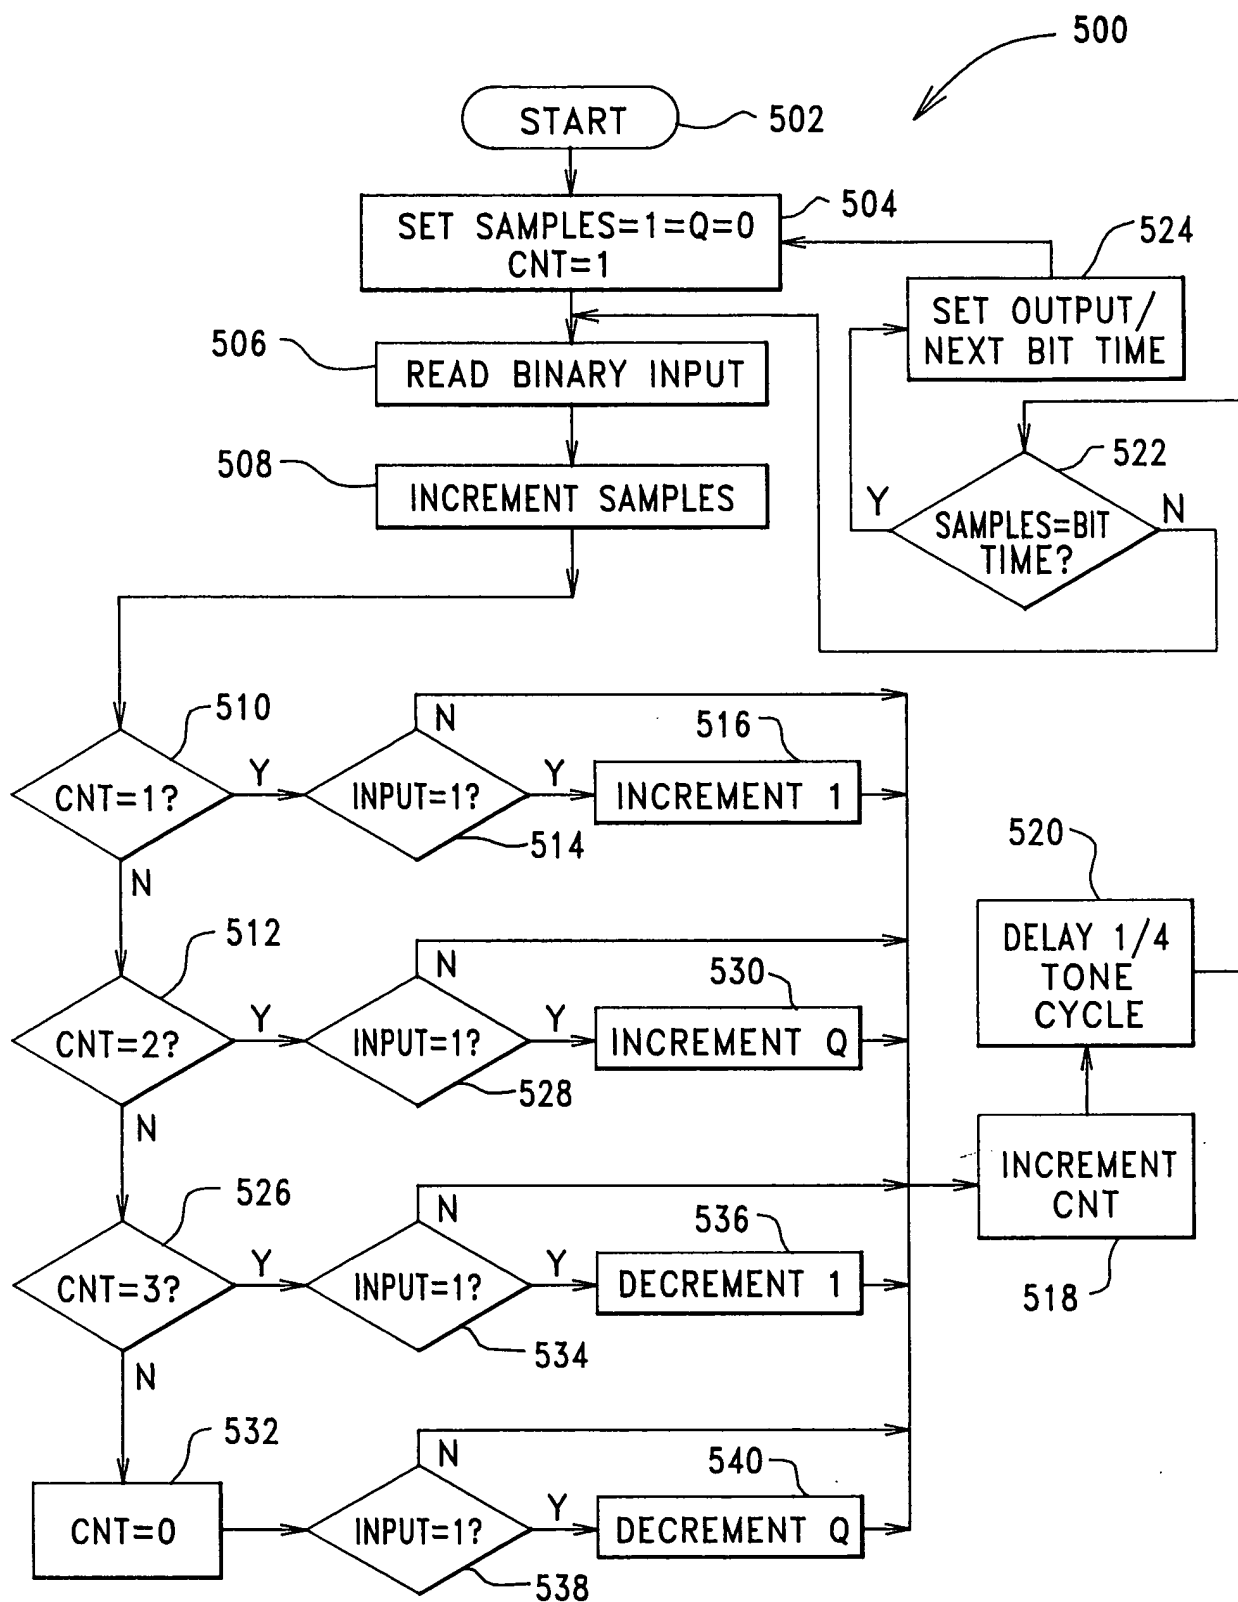 500
START
502
SET SAMPLES=1=Q=0
CNT=1
504
524
SET OUTPUT/
NEXT BIT TIME
506
READ BINARY INPUT
508
INCREMENT SAMPLES
522
Y
SAMPLES=BIT
TIME?
N
510
CNT=1?
Y
N
INPUT=1?
514
Y
516
INCREMENT 1
N
512
CNT=2?
Y
N
INPUT=1?
528
Y
530
INCREMENT Q
520
DELAY 1/4
TONE
CYCLE
N
526
CNT=3?
Y
N
INPUT=1?
534
Y
536
DECREMENT 1
INCREMENT
CNT
518
N
532
CNT=0
N
INPUT=1?
538
Y
540
DECREMENT Q